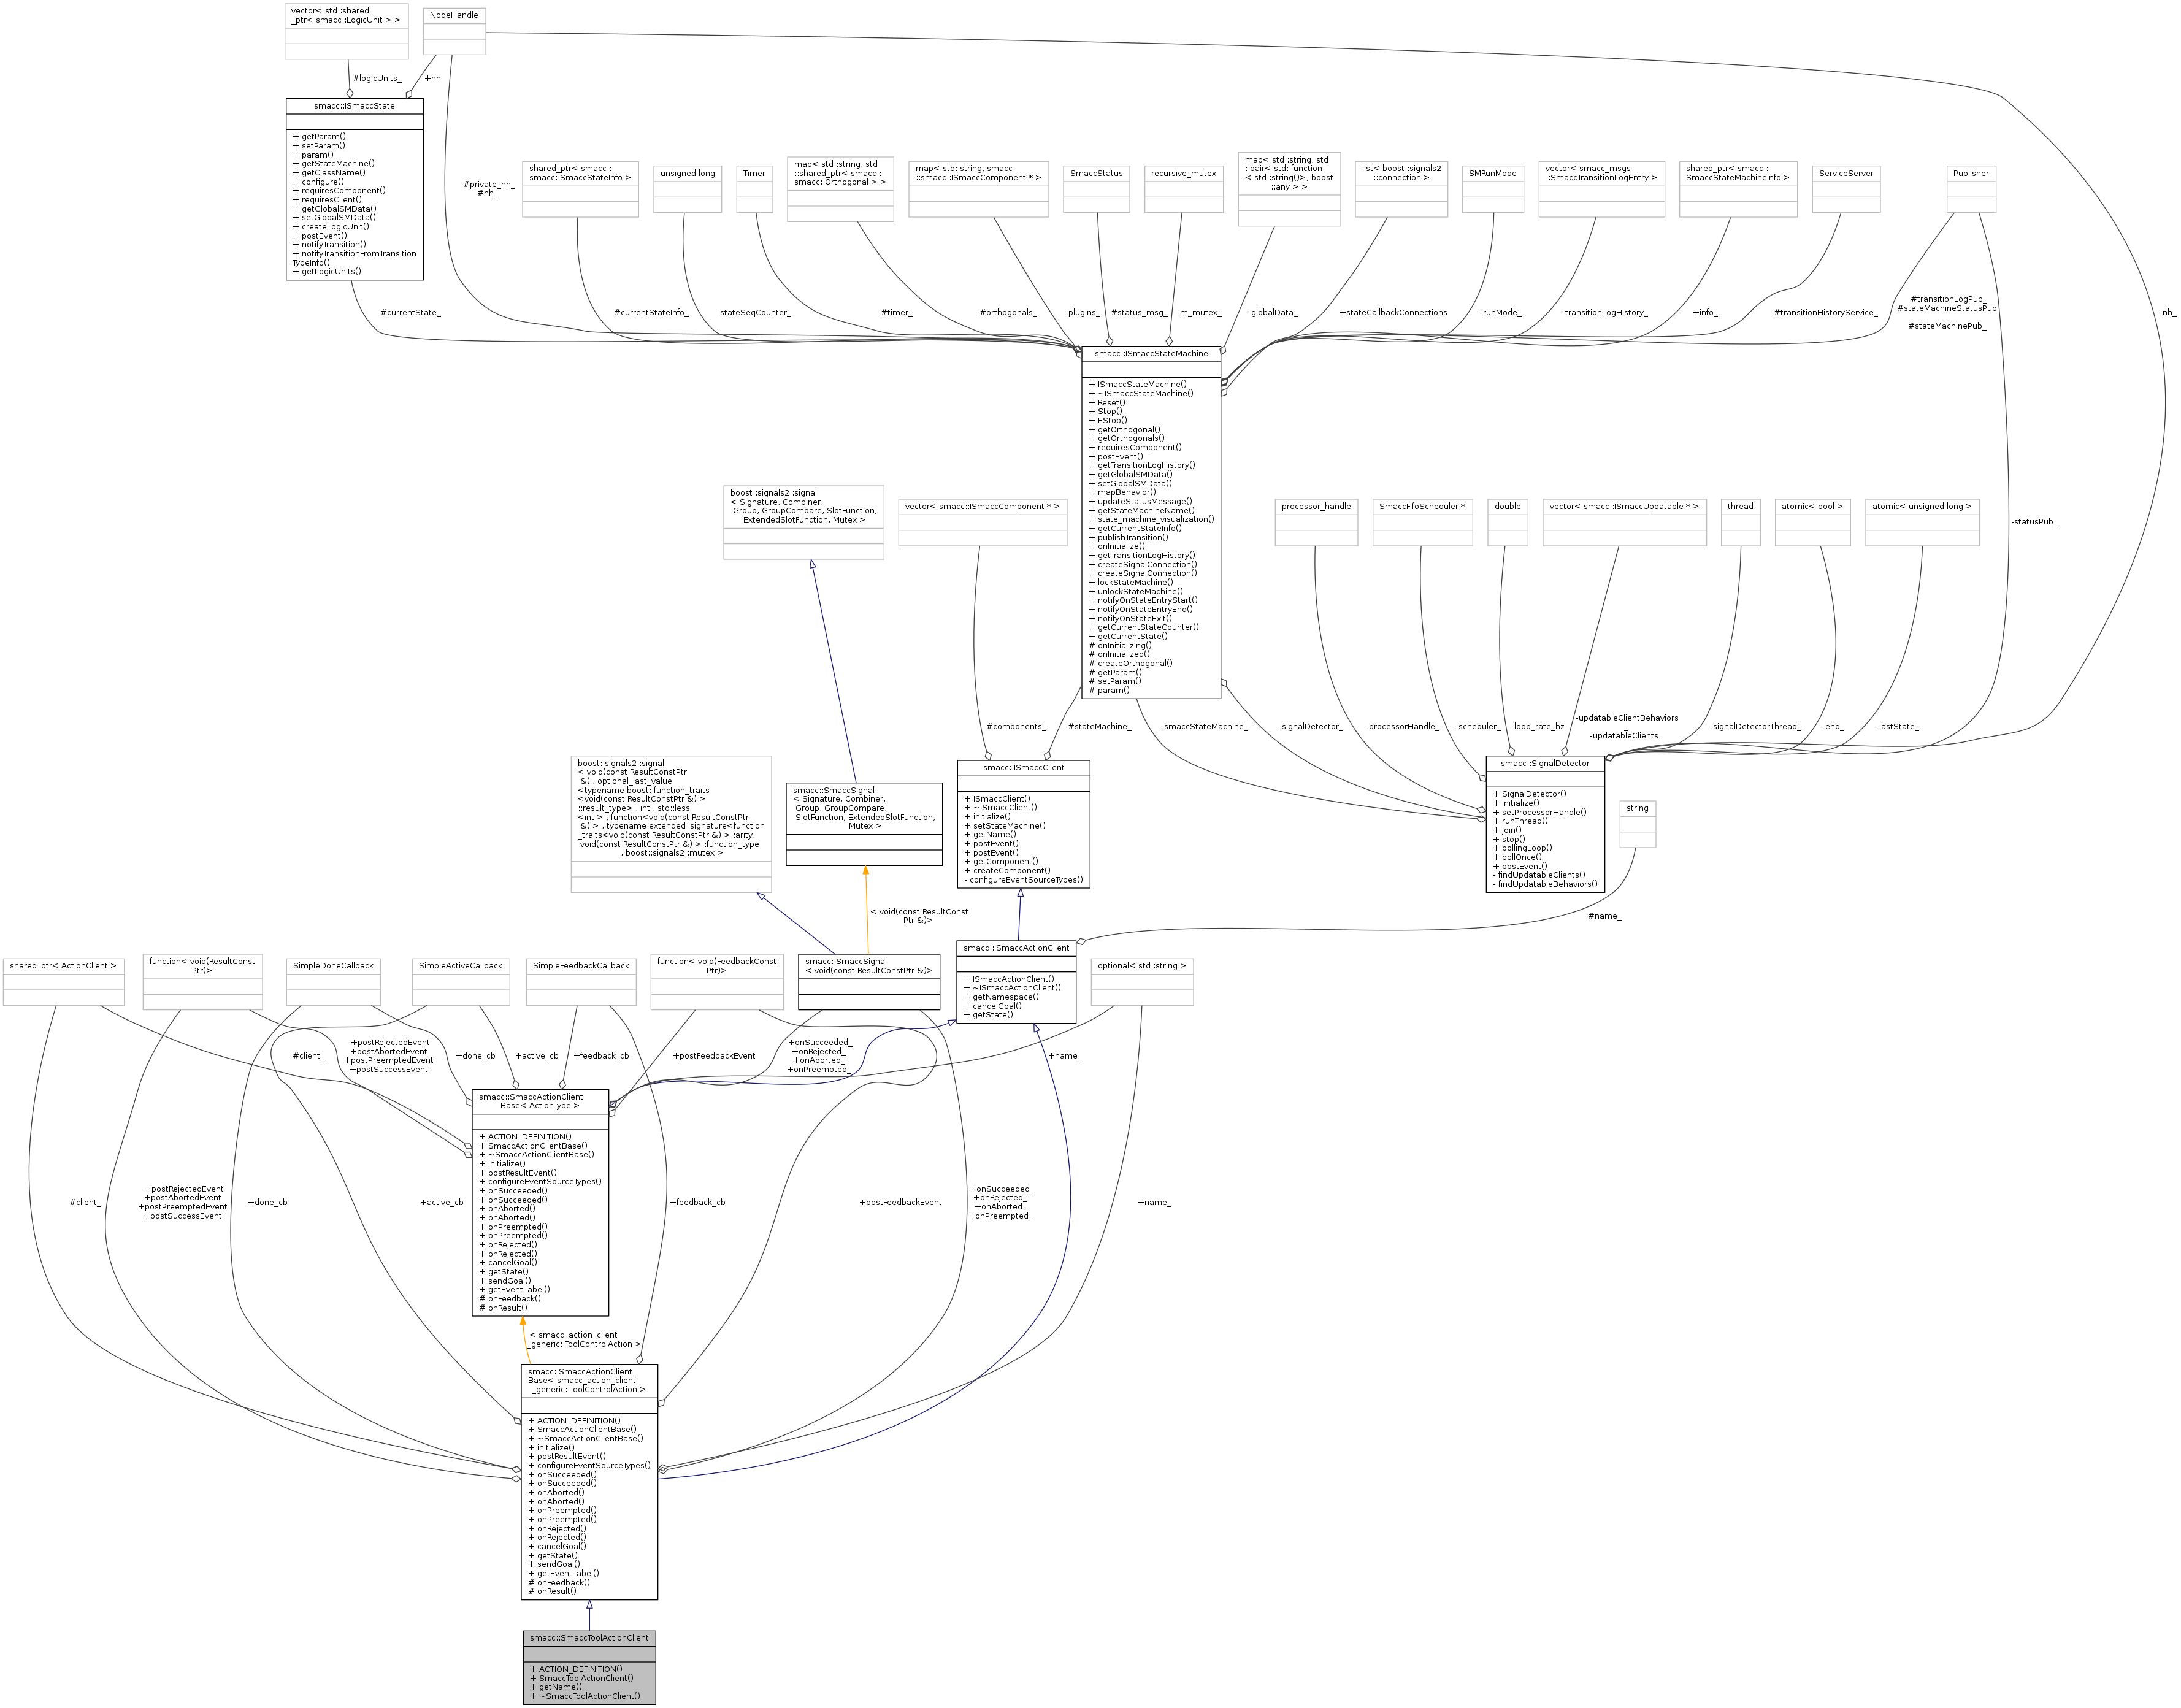 vector< std::shared
_ptr< smacc::LogicUnit > >
NodeHandle
#logicUnits_
+nh
smacc::ISmaccState
+ getParam()
+ setParam()
+ param()
+ getStateMachine()
+ getClassName()
+ configure()
+ requiresComponent()
+ requiresClient()
+ getGlobalSMData()
+ setGlobalSMData()
+ createLogicUnit()
+ postEvent()
+ notifyTransition()
+ notifyTransitionFromTransition
TypeInfo()
+ getLogicUnits()
#private_nh_
#nh_
shared_ptr< smacc::
smacc::SmaccStateInfo >
unsigned long
Timer
map< std::string, std
::shared_ptr< smacc::
smacc::Orthogonal > >
map< std::string, smacc
::smacc::ISmaccComponent * >
SmaccStatus
recursive_mutex
map< std::string, std
::pair< std::function
< std::string()>, boost
::any > >
list< boost::signals2
::connection >
SMRunMode
vector< smacc_msgs
::SmaccTransitionLogEntry >
shared_ptr< smacc::
SmaccStateMachineInfo >
ServiceServer
Publisher
#currentState_
#currentStateInfo_
-stateSeqCounter_
#timer_
#orthogonals_
-plugins_
#status_msg_
-m_mutex_
-globalData_
+stateCallbackConnections
-runMode_
-transitionLogHistory_
+info_
#transitionHistoryService_
#transitionLogPub_
#stateMachineStatusPub
_
#stateMachinePub_
-nh_
smacc::ISmaccStateMachine
+ ISmaccStateMachine()
+ ~ISmaccStateMachine()
+ Reset()
+ Stop()
+ EStop()
+ getOrthogonal()
+ getOrthogonals()
+ requiresComponent()
+ postEvent()
+ getTransitionLogHistory()
+ getGlobalSMData()
+ setGlobalSMData()
+ mapBehavior()
+ updateStatusMessage()
+ getStateMachineName()
+ state_machine_visualization()
+ getCurrentStateInfo()
+ publishTransition()
+ onInitialize()
+ getTransitionLogHistory()
+ createSignalConnection()
+ createSignalConnection()
+ lockStateMachine()
+ unlockStateMachine()
+ notifyOnStateEntryStart()
+ notifyOnStateEntryEnd()
+ notifyOnStateExit()
+ getCurrentStateCounter()
+ getCurrentState()
# onInitializing()
# onInitialized()
# createOrthogonal()
# getParam()
# setParam()
# param()
boost::signals2::signal
< Signature, Combiner,
Group, GroupCompare, SlotFunction,
ExtendedSlotFunction, Mutex >
vector< smacc::ISmaccComponent * >
processor_handle
SmaccFifoScheduler *
double
vector< smacc::ISmaccUpdatable * >
thread
atomic< bool >
atomic< unsigned long >
-statusPub_
#components_
#stateMachine_
-smaccStateMachine_
-signalDetector_
-processorHandle_
-scheduler_
-loop_rate_hz
-updatableClientBehaviors
_
-updatableClients_
-signalDetectorThread_
-end_
-lastState_
boost::signals2::signal
< void(const ResultConstPtr
&) , optional_last_value
<typename boost::function_traits
<void(const ResultConstPtr &) >
::result_type> , int , std::less
<int > , function<void(const ResultConstPtr
&) > , typename extended_signature<function
_traits<void(const ResultConstPtr &) >::arity,
void(const ResultConstPtr &) >::function_type
, boost::signals2::mutex >
smacc::SmaccSignal
< Signature, Combiner,
Group, GroupCompare,
SlotFunction, ExtendedSlotFunction,
Mutex >
smacc::ISmaccClient
+ ISmaccClient()
+ ~ISmaccClient()
+ initialize()
+ setStateMachine()
+ getName()
+ postEvent()
+ postEvent()
+ getComponent()
+ createComponent()
- configureEventSourceTypes()
smacc::SignalDetector
+ SignalDetector()
+ initialize()
+ setProcessorHandle()
+ runThread()
+ join()
+ stop()
+ pollingLoop()
+ pollOnce()
+ postEvent()
- findUpdatableClients()
- findUpdatableBehaviors()
string
< void(const ResultConst
Ptr &)>
#name_
shared_ptr< ActionClient >
function< void(ResultConst
Ptr)>
SimpleDoneCallback
SimpleActiveCallback
SimpleFeedbackCallback
function< void(FeedbackConst
Ptr)>
smacc::SmaccSignal
< void(const ResultConstPtr &)>
smacc::ISmaccActionClient
+ ISmaccActionClient()
+ ~ISmaccActionClient()
+ getNamespace()
+ cancelGoal()
+ getState()
optional< std::string >
#client_
+postRejectedEvent
+postAbortedEvent
+postPreemptedEvent
+postSuccessEvent
+done_cb
+active_cb
+feedback_cb
+postFeedbackEvent
+onSucceeded_
+onRejected_
+onAborted_
+onPreempted_
+name_
smacc::SmaccActionClient
Base< ActionType >
+ ACTION_DEFINITION()
+ SmaccActionClientBase()
+ ~SmaccActionClientBase()
+ initialize()
+ postResultEvent()
+ configureEventSourceTypes()
+ onSucceeded()
+ onSucceeded()
+ onAborted()
+ onAborted()
+ onPreempted()
+ onPreempted()
+ onRejected()
+ onRejected()
+ cancelGoal()
+ getState()
+ sendGoal()
+ getEventLabel()
# onFeedback()
# onResult()
#client_
+postRejectedEvent
+postAbortedEvent
+postPreemptedEvent
+postSuccessEvent
+done_cb
+active_cb
+feedback_cb
+postFeedbackEvent
+onSucceeded_
+onRejected_
+onAborted_
+onPreempted_
+name_
< smacc_action_client
_generic::ToolControlAction >
smacc::SmaccActionClient
Base< smacc_action_client
_generic::ToolControlAction >
+ ACTION_DEFINITION()
+ SmaccActionClientBase()
+ ~SmaccActionClientBase()
+ initialize()
+ postResultEvent()
+ configureEventSourceTypes()
+ onSucceeded()
+ onSucceeded()
+ onAborted()
+ onAborted()
+ onPreempted()
+ onPreempted()
+ onRejected()
+ onRejected()
+ cancelGoal()
+ getState()
+ sendGoal()
+ getEventLabel()
# onFeedback()
# onResult()
smacc::SmaccToolActionClient
+ ACTION_DEFINITION()
+ SmaccToolActionClient()
+ getName()
+ ~SmaccToolActionClient()